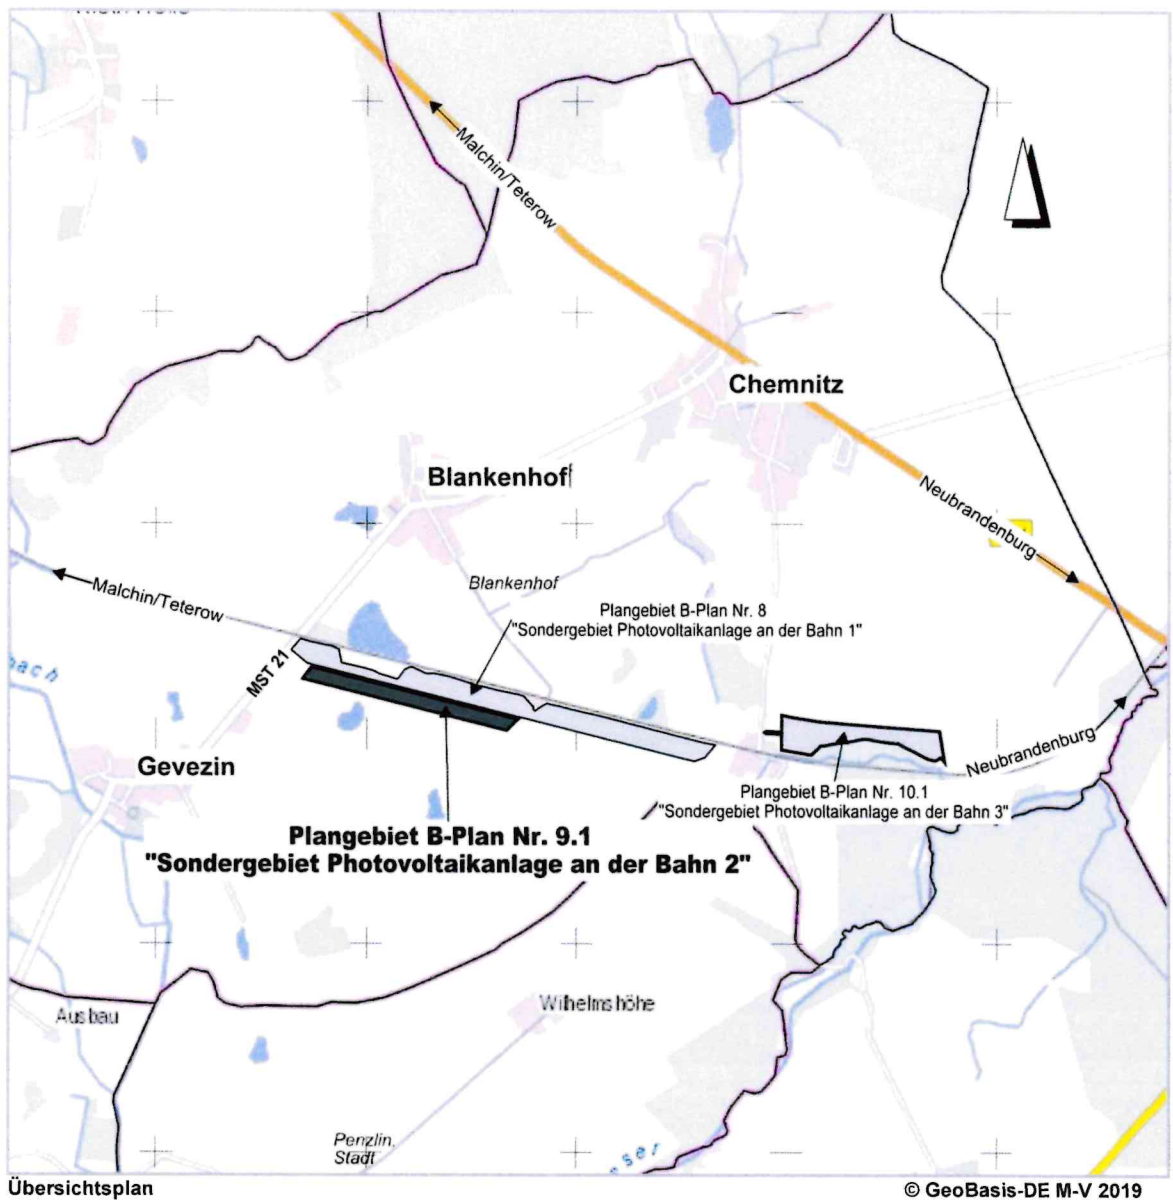 Malchin/Teterow
Chemnitz
Blankenhof
Neubrandenburg
Blankenhof
Malchin/Teterow
Plangebiet B-Plan Nr. 8
"Sondergebiet Photovoltaikanlage an der Bahn 1"
MST 21
bach
Gevezin
Neubrandenburg
Plangebiet B-Plan Nr. 10.1
"Sondergebiet Photovoltaikanlage an der Bahn 3"
Plangebiet B-Plan Nr. 9.1
"Sondergebiet Photovoltaikanlage an der Bahn 2"
Wilhelmshöhe
Ausbau
Penzlin,
Stadt
eser
Übersichtsplan
© GeoBasis-DE M-V 2019